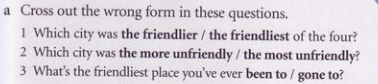 a Cross out the wrong form in these questions.
1 Which city was the friendlier / the friendliest of the four?
2 Which city was the more unfriendly / the most unfriendly?
3 What's the friendliest place you've ever been to / gone to?